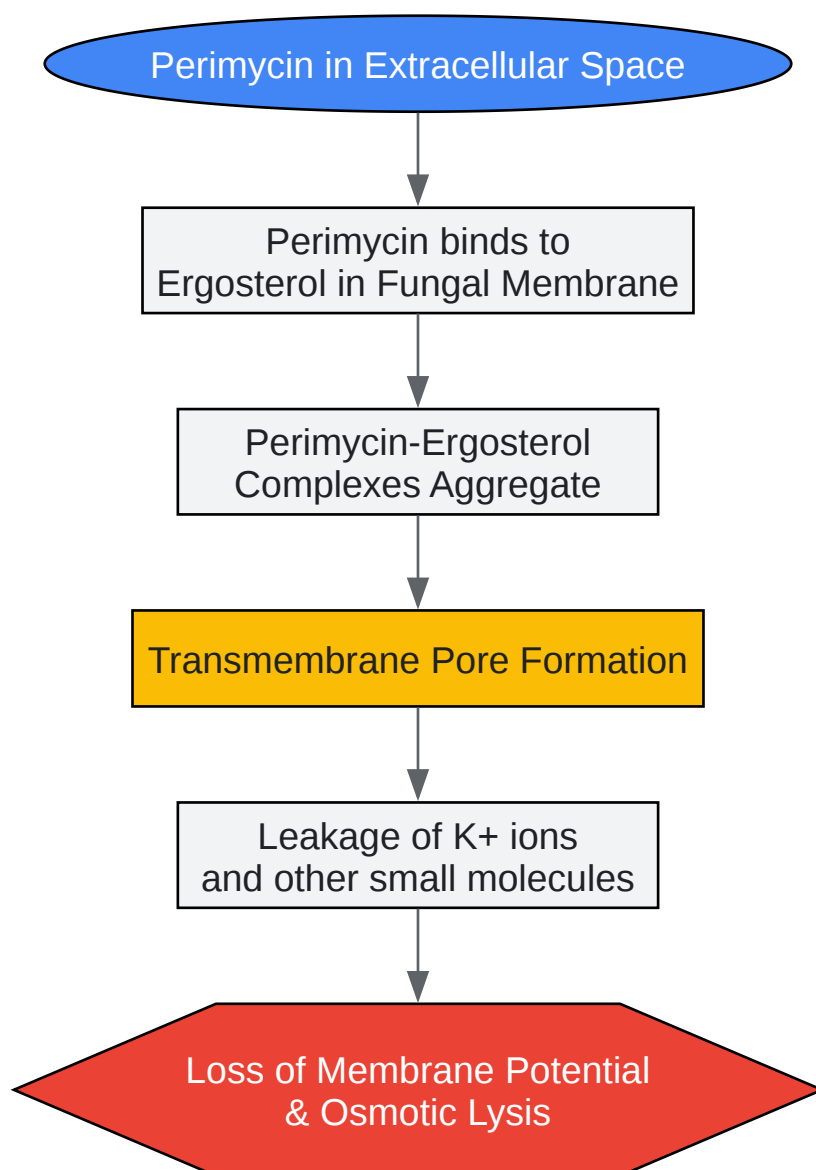 Perimycin in Extracellular Space
Perimycin binds to
Ergosterol in Fungal Membrane
Perimycin-Ergosterol
Complexes Aggregate
Transmembrane Pore Formation
Leakage of K+ ions
and other small molecules
Loss of Membrane Potential
& Osmotic Lysis